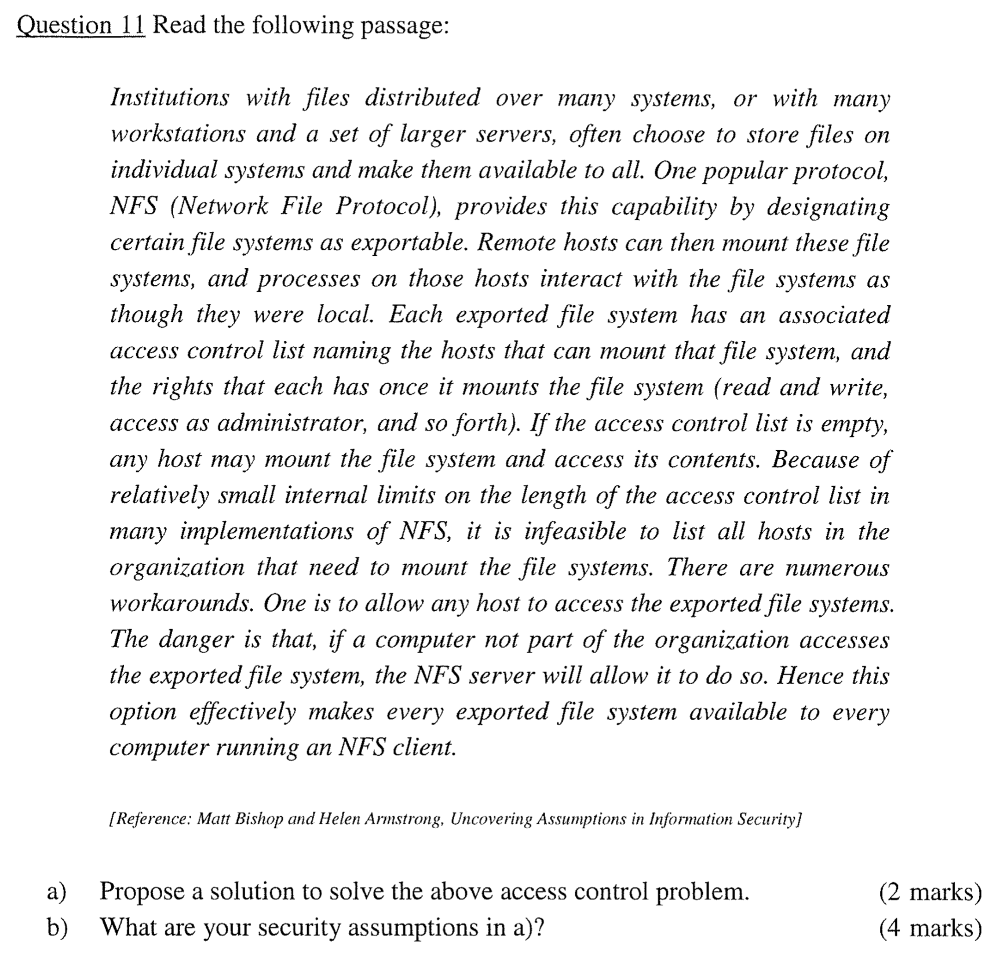 Question 11 Read the following passage:
Institutions with files distributed over many systems, or with many
workstations and a set of larger servers, often choose to store files on
individual systems and make them available to all. One popular protocol,
NFS (Network File Protocol), provides this capability by designating
certain file systems as exportable. Remote hosts can then mount these file
systems, and processes on those hosts interact with the file systems as
though they were local. Each exported file system has an associated
access control list naming the hosts that can mount that file system, and
the rights that each has once it mounts the file system (read and write,
access as administrator, and so forth). If the access control list is empty,
any host may mount the file system and access its contents. Because of
relatively small internal limits on the length of the access control list in
many implementations of NFS, it is infeasible to list all hosts in the
organization that need to mount the file systems. There are numerous
workarounds. One is to allow any host to access the exported file systems.
The danger is that, if a computer not part of the organization accesses
the exported file system, the NFS server will allow it to do so. Hence this
option effectively makes every exported file system available to every
computer running an NFS client.
[Reference: Matt Bishop and Helen Armstrong, Uncovering Assumptions in Information Security]
a) Propose a solution to solve the above access control problem. (2 marks)
b) What are your security assumptions in a)? (4 marks)